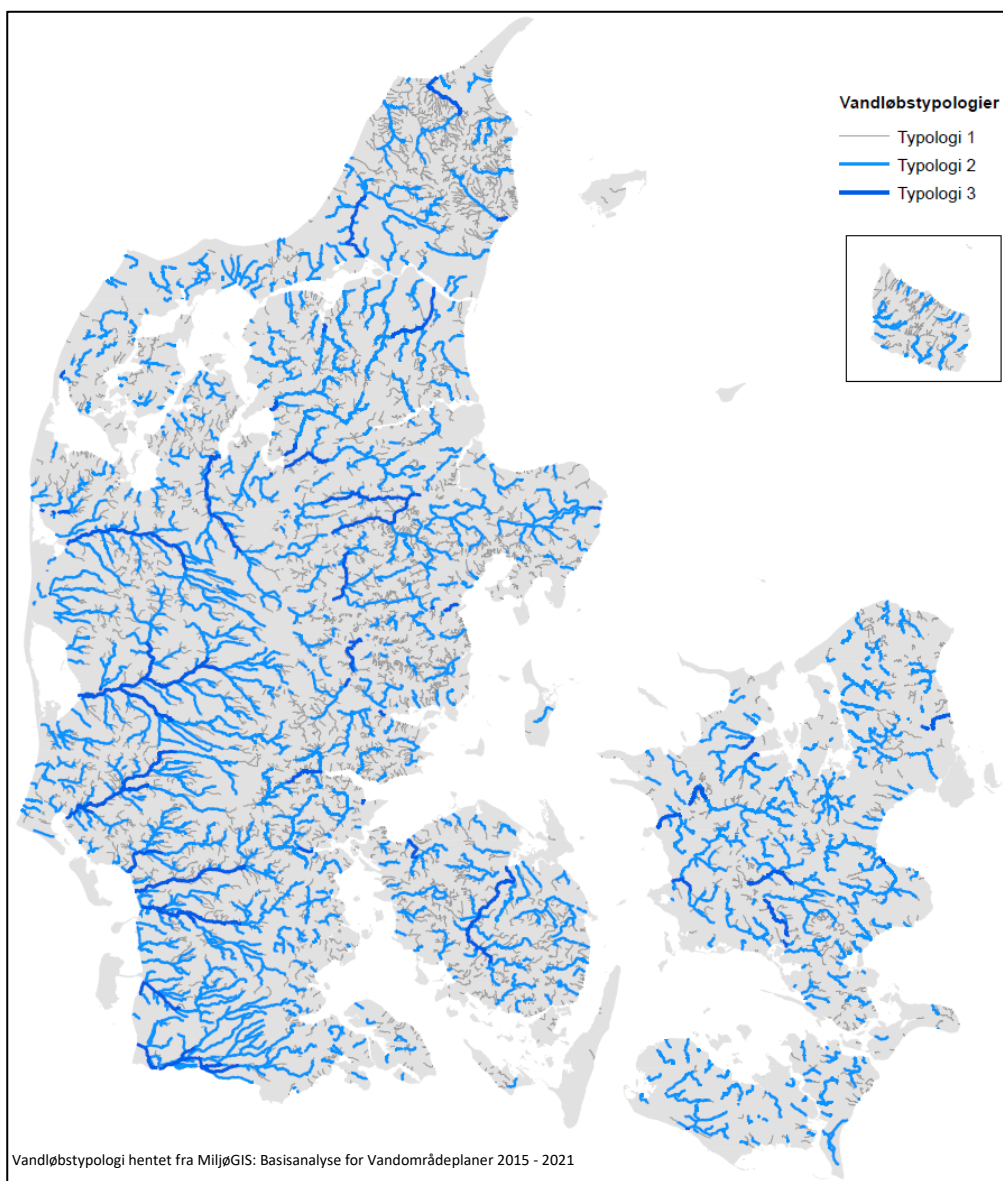 Vandløbstypologier
Typologi 1
Typologi 2
Typologi 3
Vandløbstypologi hentet fra MiljøGIS: Basisanalyse for Vandområdeplaner 2015 - 2021